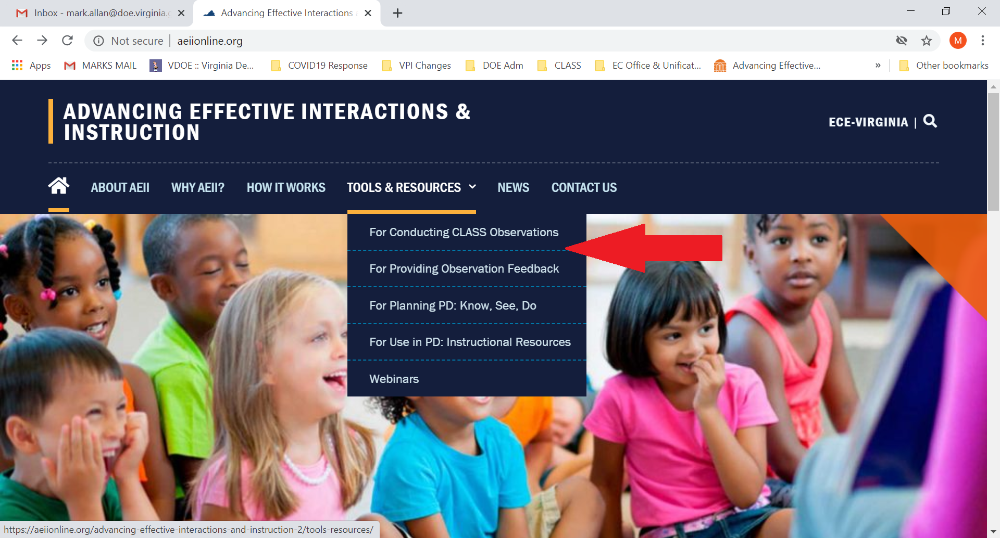 Inbox - mark.allan@doe.virginia.g
Advancing Effective Interactions a
Not secure | aeiionline.org
M
Apps
MARKS MAIL
VDOE :: Virginia De...
COVID19 Response
VPI Changes
DOE Adm
CLASS
EC Office & Unificat...
Advancing Effective...
»
Other bookmarks
ADVANCING EFFECTIVE INTERACTIONS &
INSTRUCTION
ECE-VIRGINIA |
ABOUT AEII
WHY AEII?
HOW IT WORKS
TOOLS & RESOURCES
NEWS
CONTACT US
For Conducting CLASS Observations
For Providing Observation Feedback
For Planning PD: Know, See, Do
For Use in PD: Instructional Resources
Webinars
https://aeiionline.org/advancing-effective-interactions-and-instruction-2/tools-resources/